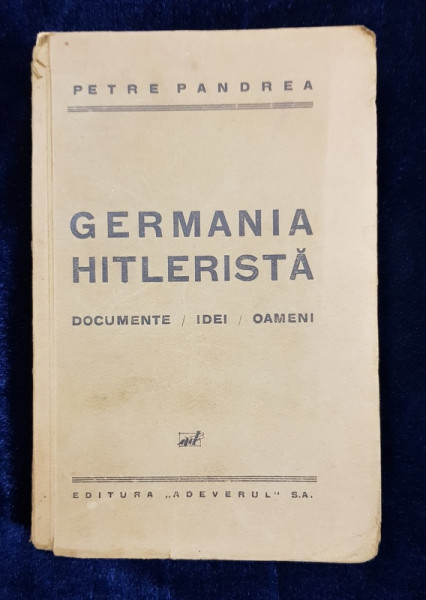 PETRE PANDREA
GERMANIA
HITLERISTĂ
DOCUMENTE / IDEI / OAMENI
EDITURA „ADEVERUL" S.A.